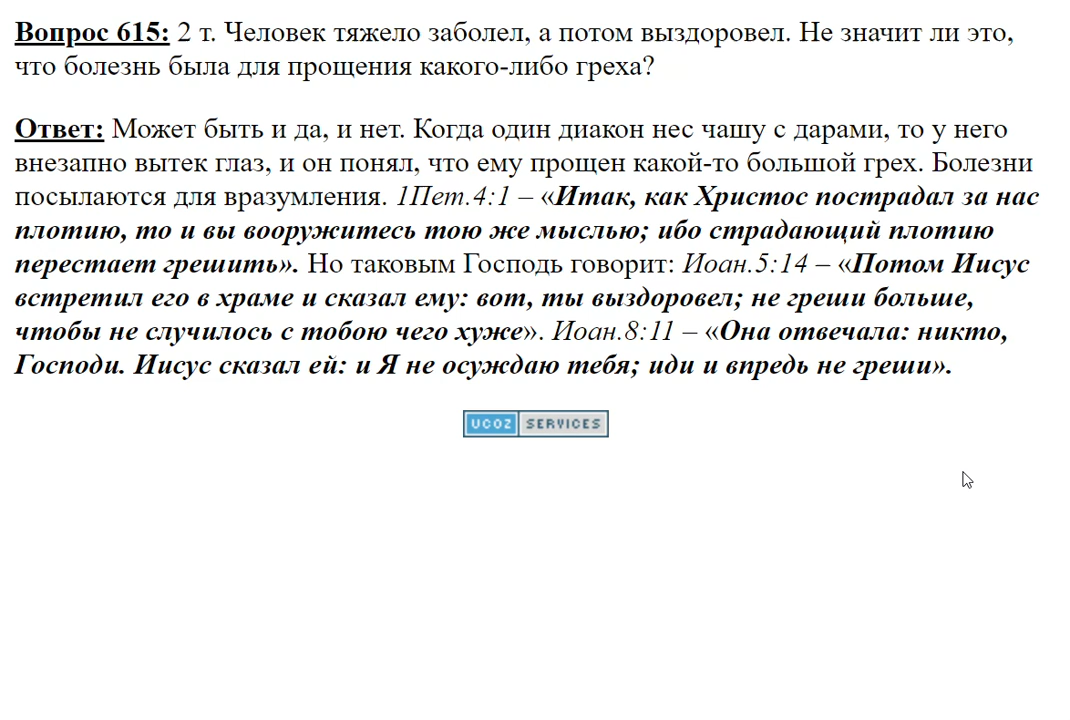 Вопрос 615: 2 т. Человек тяжело заболел, а потом выздоровел. Не значит ли это,
что болезнь была для прощения какого-либо греха?
Ответ: Может быть и да, и нет. Когда один диакон нес чашу с дарами, то у него
внезапно вытек глаз, и он понял, что ему прощен какой-то большой грех. Болезни
посылаются для вразумления. 1Пет.4:1 – «Итак, как Христос пострадал за нас
плотию, то и вы вооружитесь тою же мыслью; ибо страдающий плотию
перестает грешить». Но таковым Господь говорит: Иоан.5:14 – «Потом Иисус
встретил его в храме и сказал ему: вот, ты выздоровел; не греши больше,
чтобы не случилось с тобою чего хуже». Иоан.8:11 – «Она отвечала: никто,
Господи. Иисус сказал ей: и Я не осуждаю тебя; иди и впредь не греши».
UCOZ SERVICES